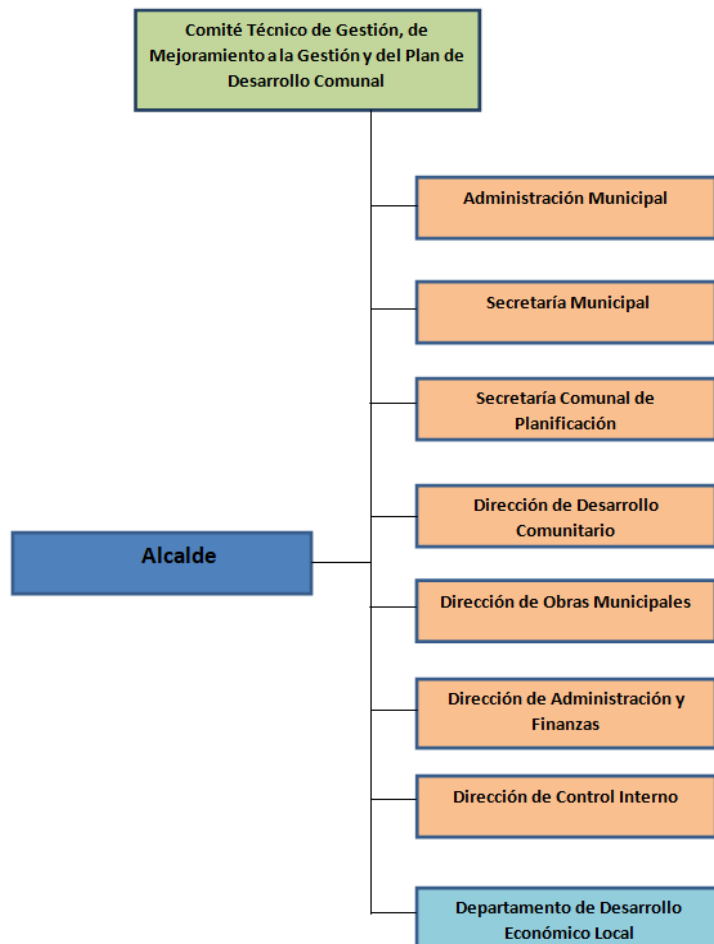 Comité Técnico de Gestión, de
Mejoramiento a la Gestión y del Plan de
Desarrollo Comunal
Administración Municipal
Secretaría Municipal
Secretaría Comunal de
Planificación
Dirección de Desarrollo
Comunitario
Alcalde
Dirección de Obras Municipales
Dirección de Administración y
Finanzas
Dirección de Control Interno
Departamento de Desarrollo
Económico Local